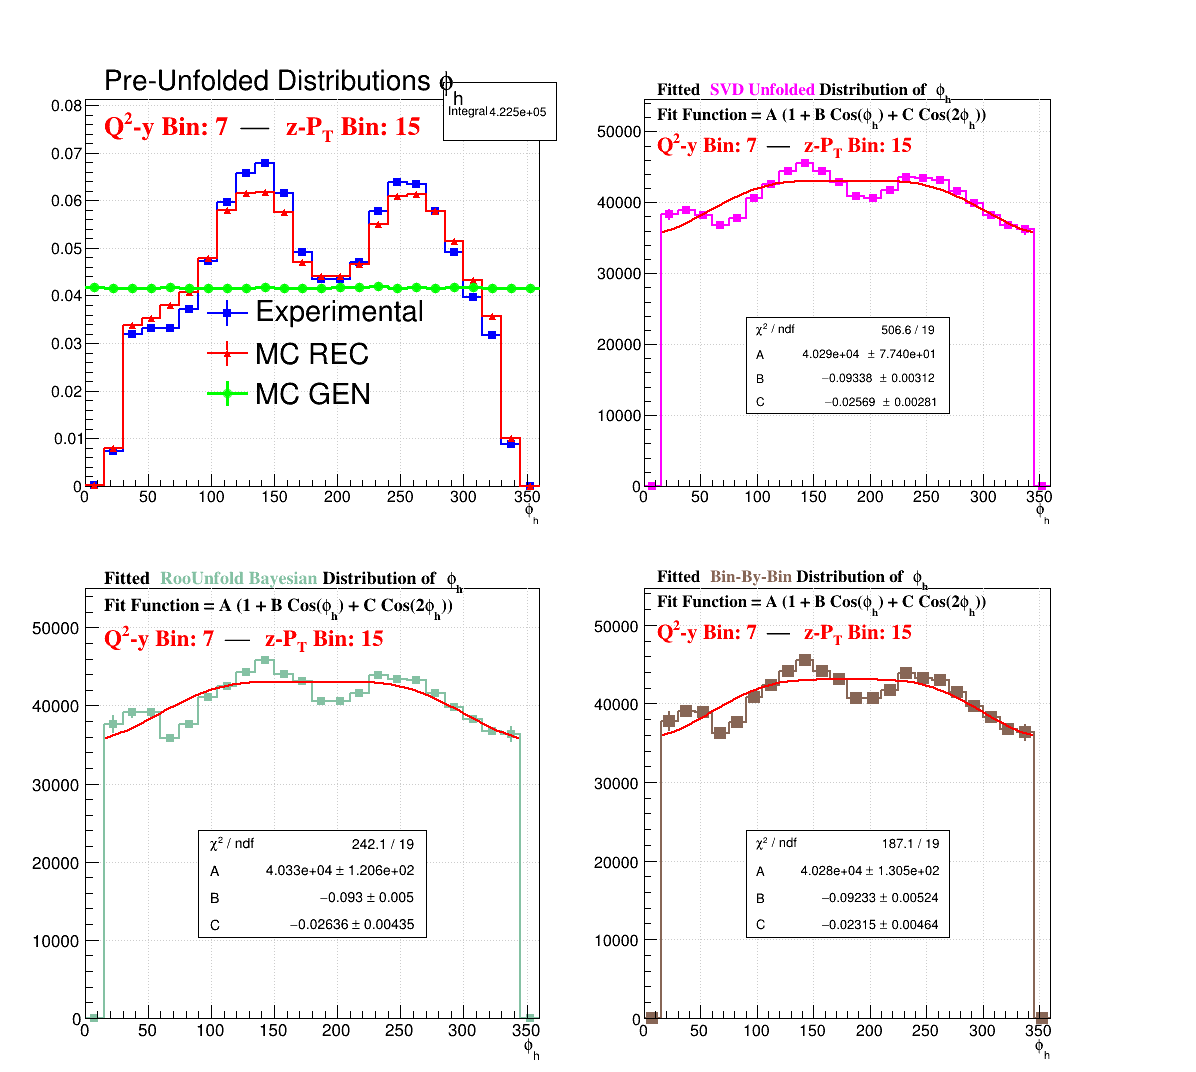 Pre-Unfolded Distributions ϕh
Integral 4.225e+05
Q2-y Bin: 7 — z-PT Bin: 15
0.08
0.07
0.06
0.05
0.04
0.03
0.02
0.01
0
Experimental
MC REC
MC GEN
0 50 100 150 200 250 300 350
ϕh
Fitted SVD Unfolded Distribution of ϕh
Fit Function = A (1 + B Cos(ϕh) + C Cos(2ϕh))
Q2-y Bin: 7 — z-PT Bin: 15
50000
40000
30000
20000
10000
0
χ2 / ndf 506.6 / 19
A 4.029e+04 ± 7.740e+01
B −0.09338 ± 0.00312
C −0.02569 ± 0.00281
0 50 100 150 200 250 300 350
ϕh
Fitted RooUnfold Bayesian Distribution of ϕh
Fit Function = A (1 + B Cos(ϕh) + C Cos(2ϕh))
Q2-y Bin: 7 — z-PT Bin: 15
50000
40000
30000
20000
10000
0
χ2 / ndf 242.1 / 19
A 4.033e+04 ± 1.206e+02
B −0.093 ± 0.005
C −0.02636 ± 0.00435
0 50 100 150 200 250 300 350
ϕh
Fitted Bin-By-Bin Distribution of ϕh
Fit Function = A (1 + B Cos(ϕh) + C Cos(2ϕh))
Q2-y Bin: 7 — z-PT Bin: 15
50000
40000
30000
20000
10000
0
χ2 / ndf 187.1 / 19
A 4.028e+04 ± 1.305e+02
B −0.09233 ± 0.00524
C −0.02315 ± 0.00464
0 50 100 150 200 250 300 350
ϕh